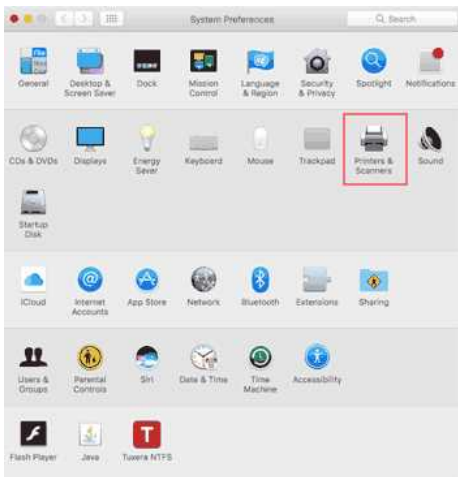 System Preferences
Search
General
Desktop & Screen Saver
Dock
Mission Control
Language & Region
Security & Privacy
Spotlight
Notifications
CDs & DVDs
Displays
Energy Saver
Keyboard
Mouse
Trackpad
Printers & Scanners
Sound
Startup Disk
iCloud
Internet Accounts
App Store
Network
Bluetooth
Extensions
Sharing
Users & Groups
Parental Controls
Siri
Date & Time
Time Machine
Accessibility
Flash Player
Java
Tuxera NTFS